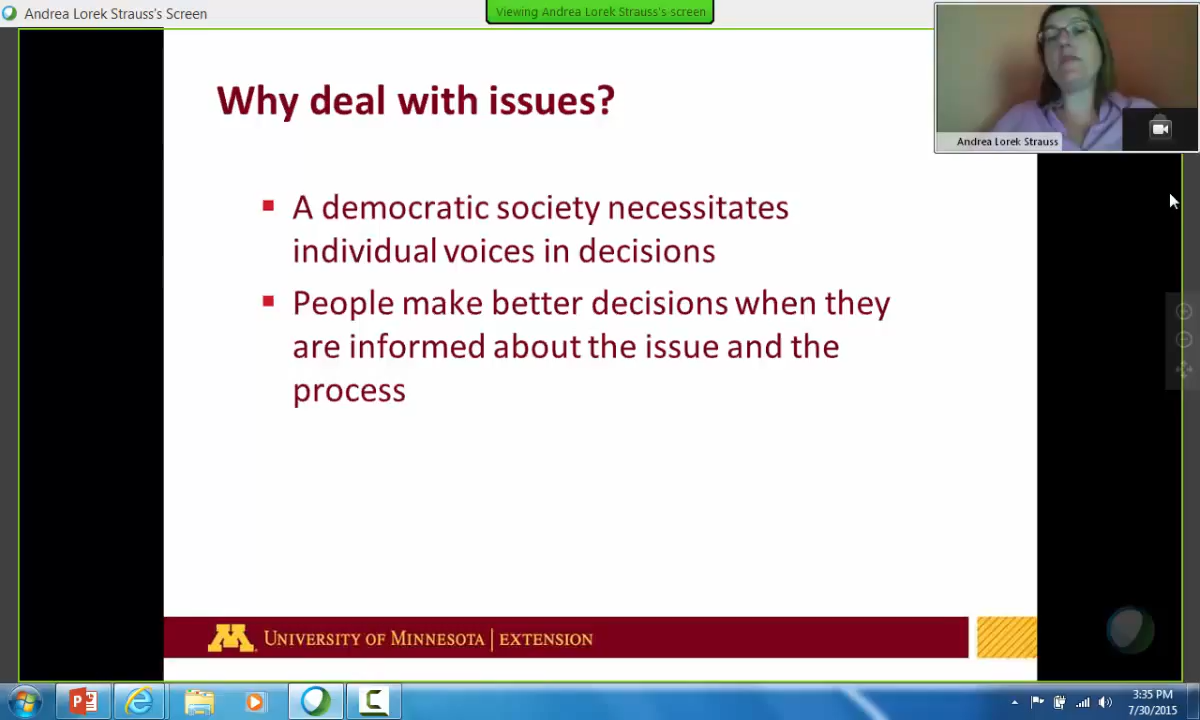 Andrea Lorek Strauss's Screen
Viewing Andrea Lorek Strauss's-screen
Andrea Lorek Strauss
Why deal with issues?
A democratic society necessitates
individual voices in decisions
People make better decisions when they
are informed about the issue and the
process
M
UNIVERSITY OF MINNESOTA | EXTENSION
3:35 PM
7/30/2015